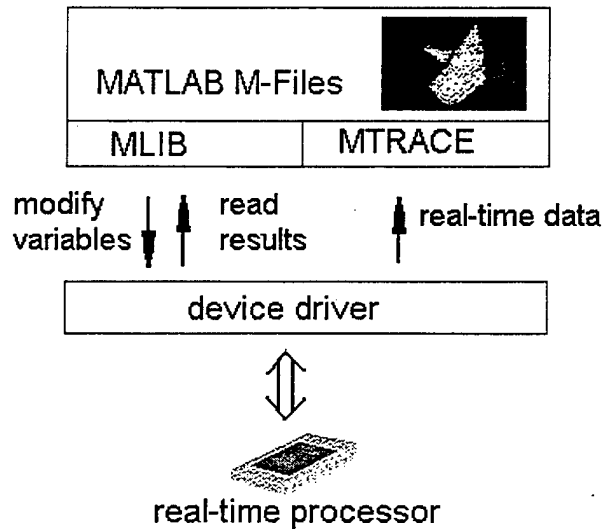 MATLAB M-Files
MLIB
MTRACE
modify
variables
read
results
real-time data
device driver
real-time processor